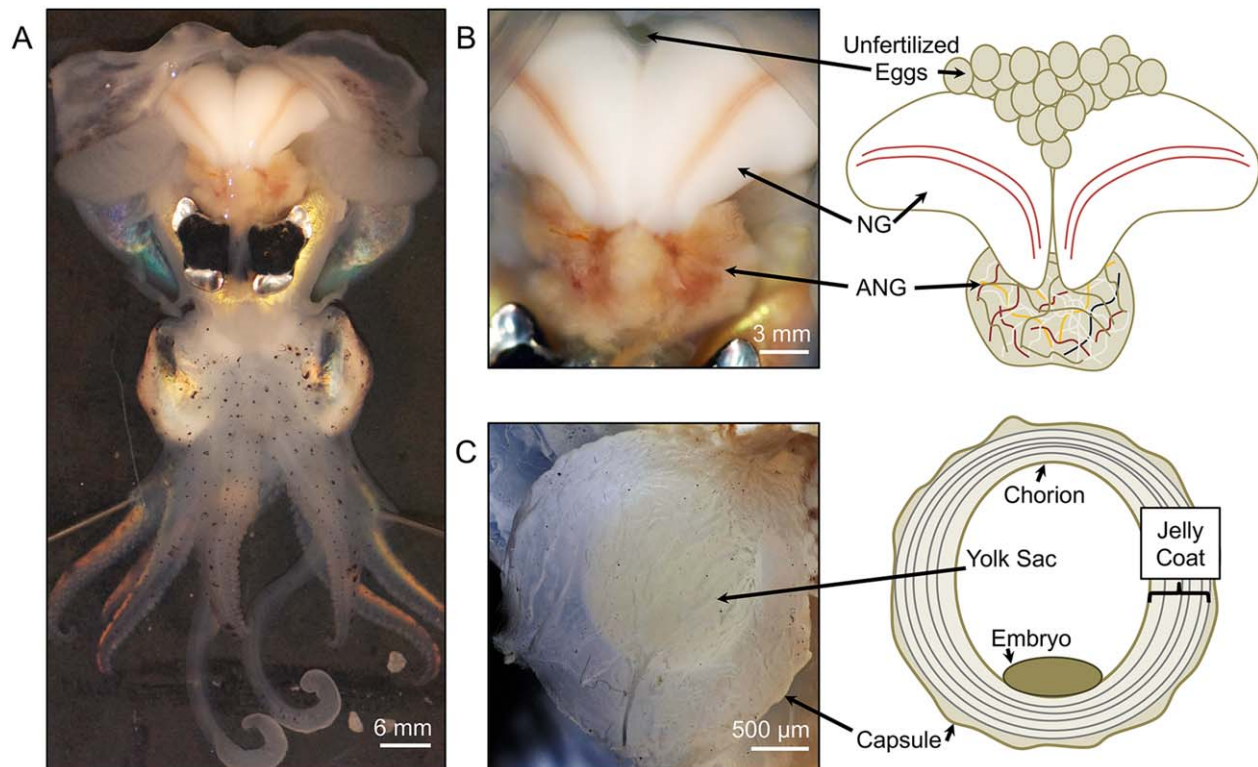 A
6 mm
B
Unfertilized
Eggs
NG
ANG
3 mm
C
Chorion
Jelly
Coat
Yolk Sac
Embryo
Capsule
500 µm